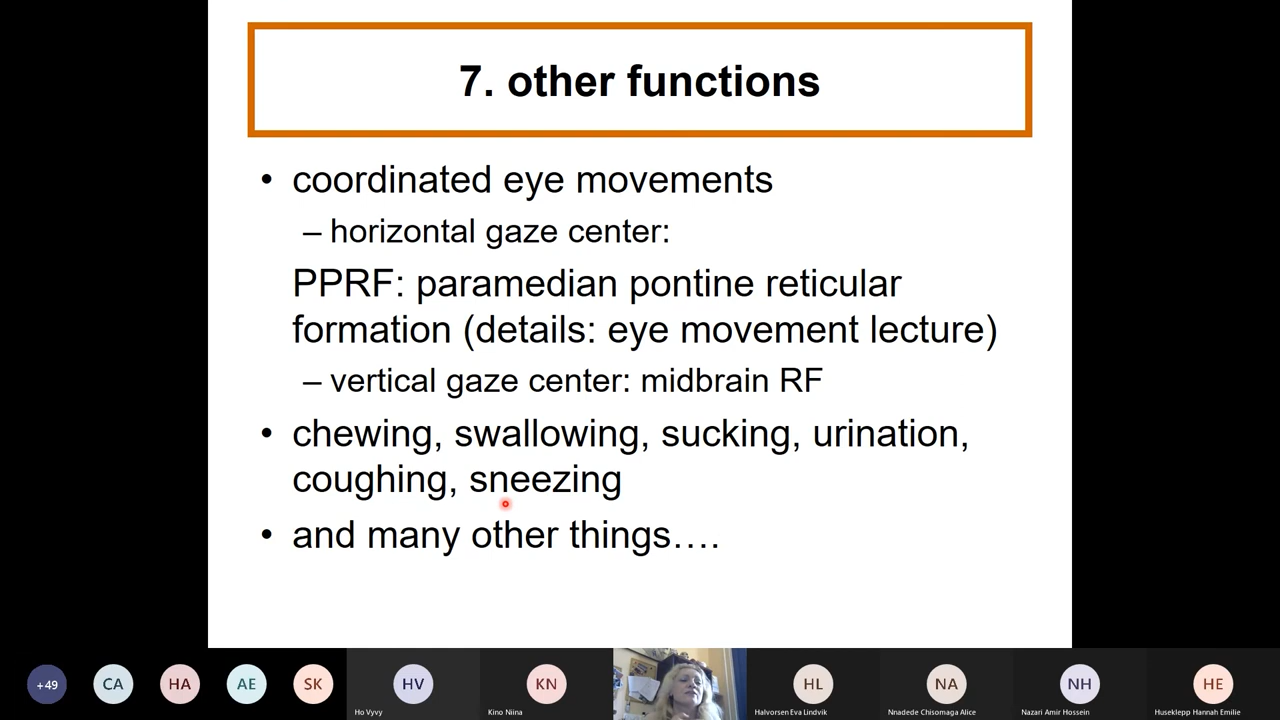 7. other functions
• coordinated eye movements
– horizontal gaze center:
PPRF: paramedian pontine reticular
formation (details: eye movement lecture)
– vertical gaze center: midbrain RF
• chewing, swallowing, sucking, urination,
coughing, sneezing
• and many other things….
+49
CA
HA
AE
SK
HV
KN
HL
NA
NH
HE
Ho Vyvy
Kino Niina
Halvorsen Eva Lindvik
Nnadede Chisomaga Alice
Nazari Amir Hossein
Huseklepp Hannah Emilie